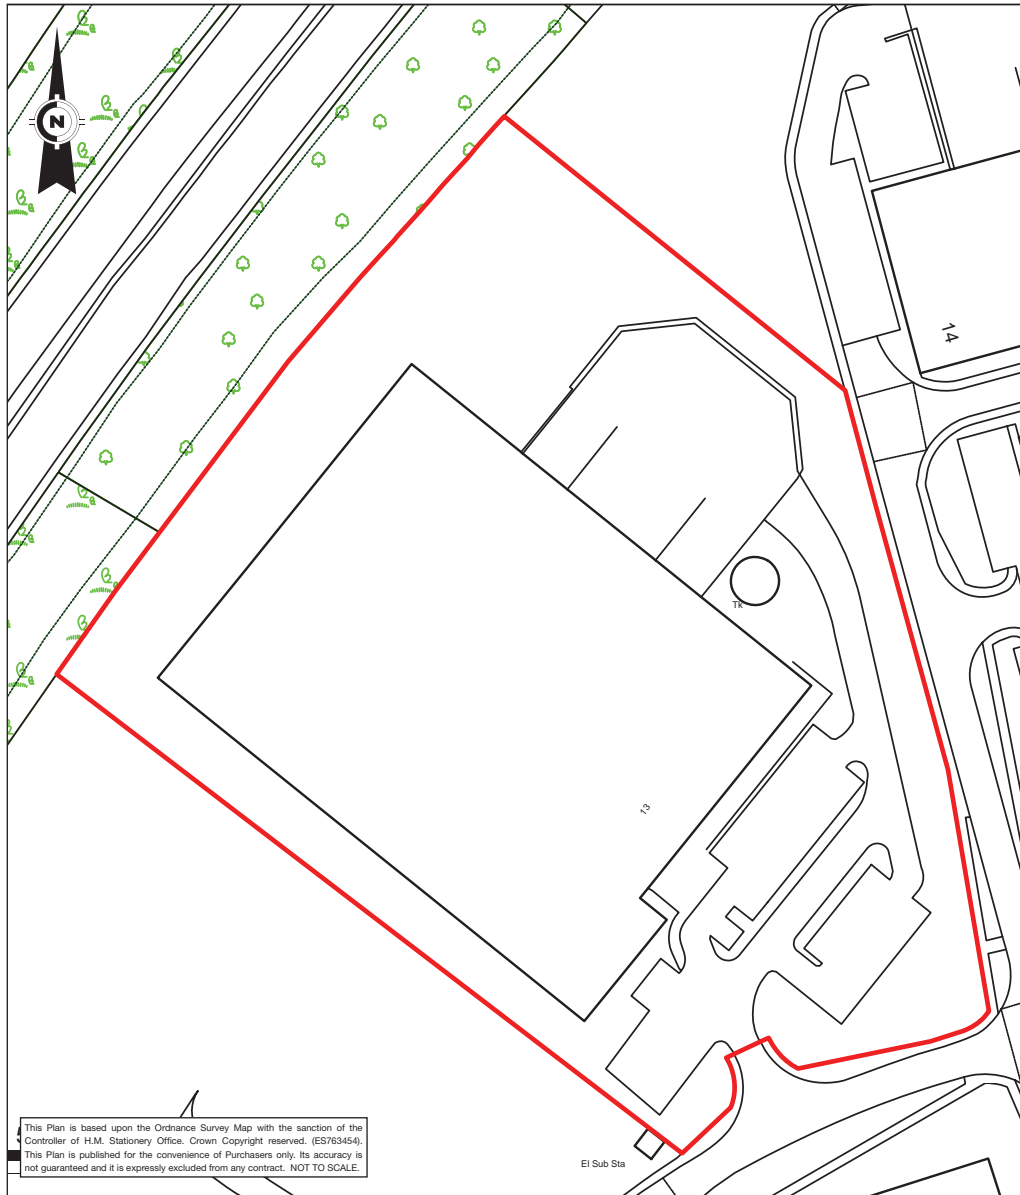 N
14
Tk
13
El Sub Sta
This Plan is based upon the Ordnance Survey Map with the sanction of the
Controller of H.M. Stationery Office. Crown Copyright reserved. (ES763454).
This Plan is published for the convenience of Purchasers only. Its accuracy is
not guaranteed and it is expressly excluded from any contract. NOT TO SCALE.